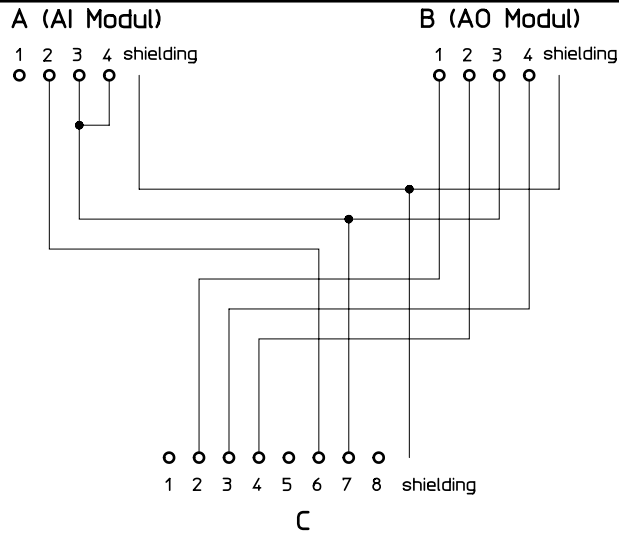 A (AI Modul)
B (AO Modul)
1 2 3 4 shielding
1 2 3 4 shielding
1 2 3 4 5 6 7 8 shielding
C